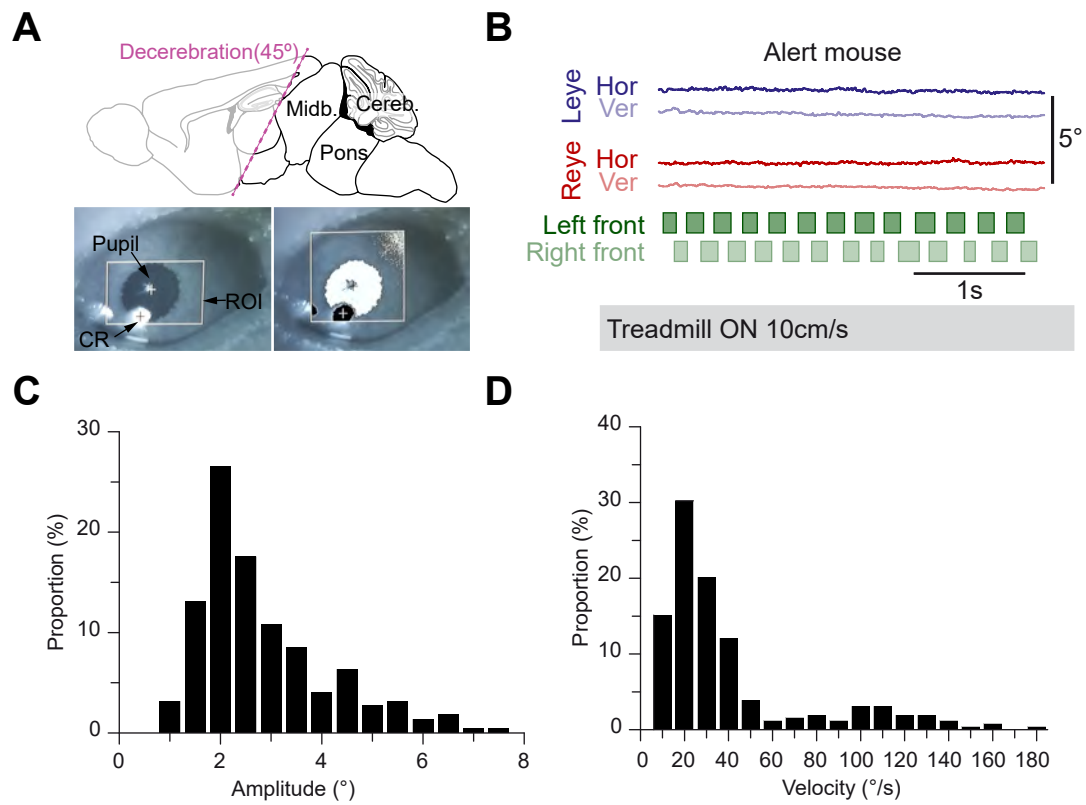 A
Decerebration(45º)
Midb.
Cereb.
Pons
Pupil
ROI
CR
B
Alert mouse
Leye
Hor
Ver
Reye
Hor
Ver
5°
Left front
Right front
1s
Treadmill ON 10cm/s
C
30
20
10
0
Proportion (%)
0 2 4 6 8
Amplitude (°)
D
40
30
20
10
0
Proportion (%)
0 20 40 60 80 100 120 140 160 180
Velocity (°/s)